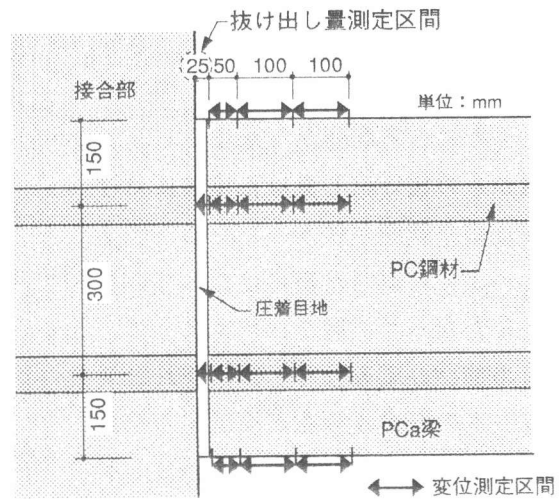 抜け出し量測定区間
(25)50 100 100
接合部
単位：mm
150
300
150
PC鋼材
圧着目地
PCa梁
変位測定区間